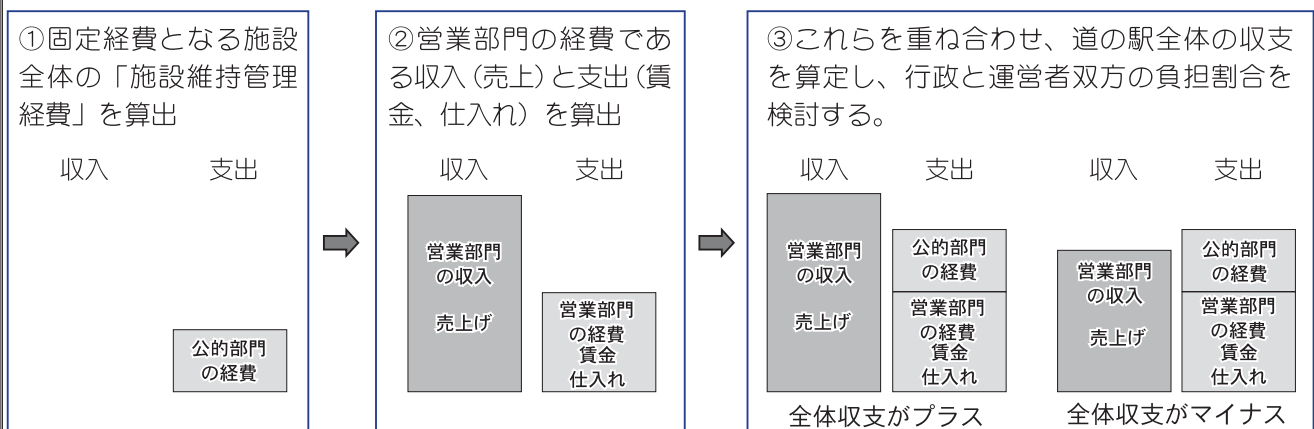 ①固定経費となる施設
全体の「施設維持管理
経費」を算出
収入
支出
公的部門
の経費
②営業部門の経費であ
る収入(売上)と支出(賃
金、仕入れ)を算出
収入
支出
営業部門
の収入
売上げ
営業部門
の経費
賃金
仕入れ
③これらを重ね合わせ、道の駅全体の収支
を算定し、行政と運営者双方の負担割合を
検討する。
収入
支出
営業部門
の収入
売上げ
公的部門
の経費
営業部門
の経費
賃金
仕入れ
全体収支がプラス
収入
支出
営業部門
の収入
売上げ
公的部門
の経費
営業部門
の経費
賃金
仕入れ
全体収支がマイナス